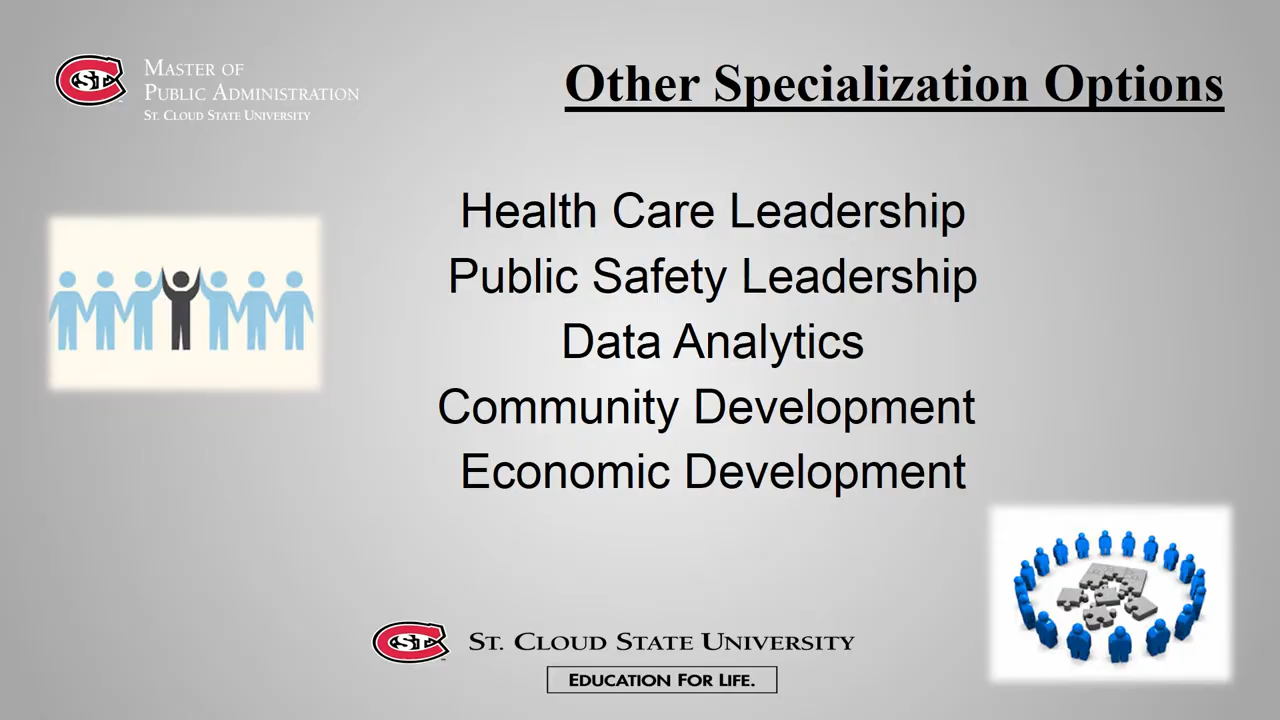 MASTER OF
PUBLIC ADMINISTRATION
ST. CLOUD STATE UNIVERSITY
Other Specialization Options
Health Care Leadership
Public Safety Leadership
Data Analytics
Community Development
Economic Development
ST. CLOUD STATE UNIVERSITY
EDUCATION FOR LIFE.